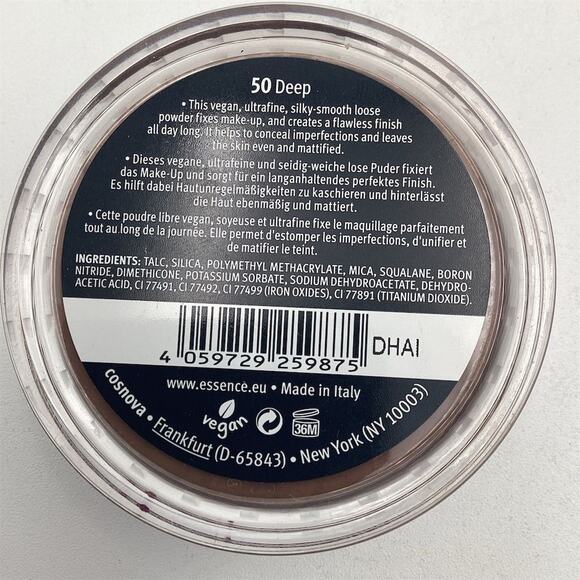 50 Deep
• This vegan, ultrafine, silky-smooth loose
powder fixes make-up, and creates a flawless finish
all day long. It helps to conceal imperfections and leaves
the skin even and mattified.
• Dieses vegane, ultrafeine und seidig-weiche lose Puder fixiert
das Make-Up und sorgt für ein langanhaltendes perfektes Finish.
Es hilft dabei Hautunregelmäßigkeiten zu kaschieren und hinterlässt
die Haut ebenmäßig und mattiert.
• Cette poudre libre vegan, soyeuse et ultrafine fixe le maquillage parfaitement
tout au long de la journée. Elle permet d'estomper les imperfections, d'unifier et
de matifier le teint.
INGREDIENTS: TALC, SILICA, POLYMETHYL METHACRYLATE, MICA, SQUALANE, BORON
NITRIDE, DIMETHICONE, POTASSIUM SORBATE, SODIUM DEHYDROACETATE, DEHYDRO-
ACETIC ACID, CI 77491, CI 77492, CI 77499 (IRON OXIDES), CI 77891 (TITANIUM DIOXIDE).
4 059729 259875
DHAI
www.essence.eu • Made in Italy
vegan
36M
cosnova • Frankfurt (D-65843) • New York (NY 10003)